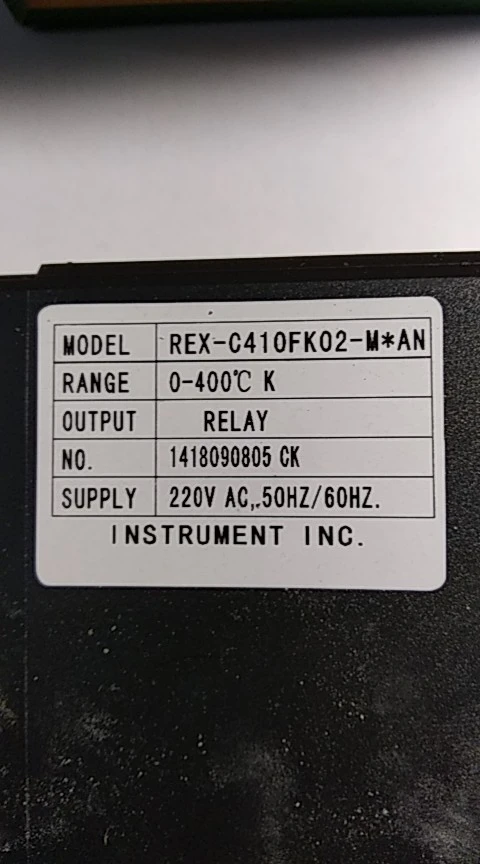 MODEL REX-C410FK02-M*AN
RANGE 0-400℃ K
OUTPUT RELAY
NO. 1418090805 CK
SUPPLY 220V AC,.50HZ/60HZ.
INSTRUMENT INC.